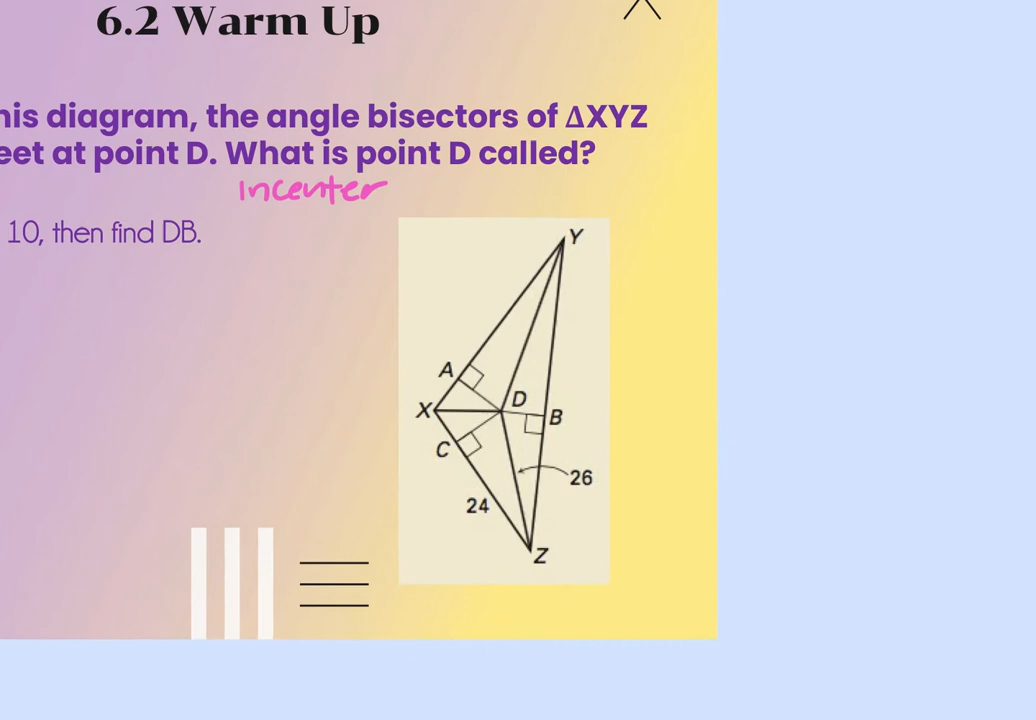 6.2 Warm Up
his diagram, the angle bisectors of ΔXYZ
eet at point D. What is point D called?
Incenter
10, then find DB.
Y
A
D
X
B
C
26
24
Z